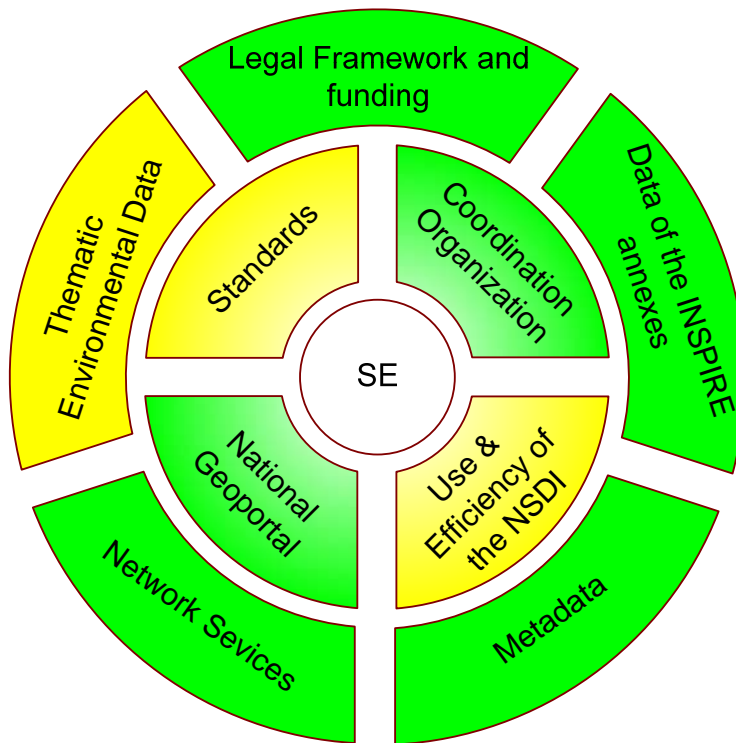 Legal Framework and
funding
Data of the INSPIRE
annexes
Metadata
Network Sevices
Thematic
Environmental Data
Standards
Coordination
Organization
Use &
Efficiency of
the NSDI
National
Geoportal
SE